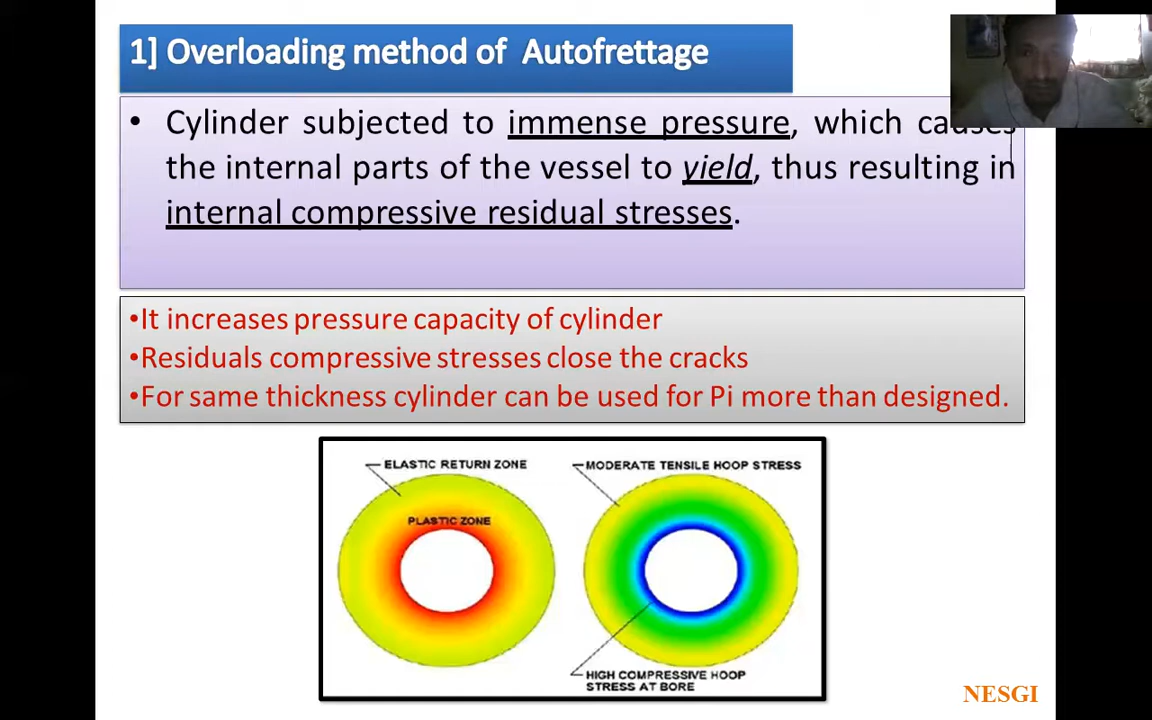 1] Overloading method of Autofrettage
• Cylinder subjected to immense pressure, which causes
the internal parts of the vessel to yield, thus resulting in
internal compressive residual stresses.
•It increases pressure capacity of cylinder
•Residuals compressive stresses close the cracks
•For same thickness cylinder can be used for Pi more than designed.
ELASTIC RETURN ZONE
PLASTIC ZONE
MODERATE TENSILE HOOP STRESS
HIGH COMPRESSIVE HOOP
STRESS AT BORE
NESGI